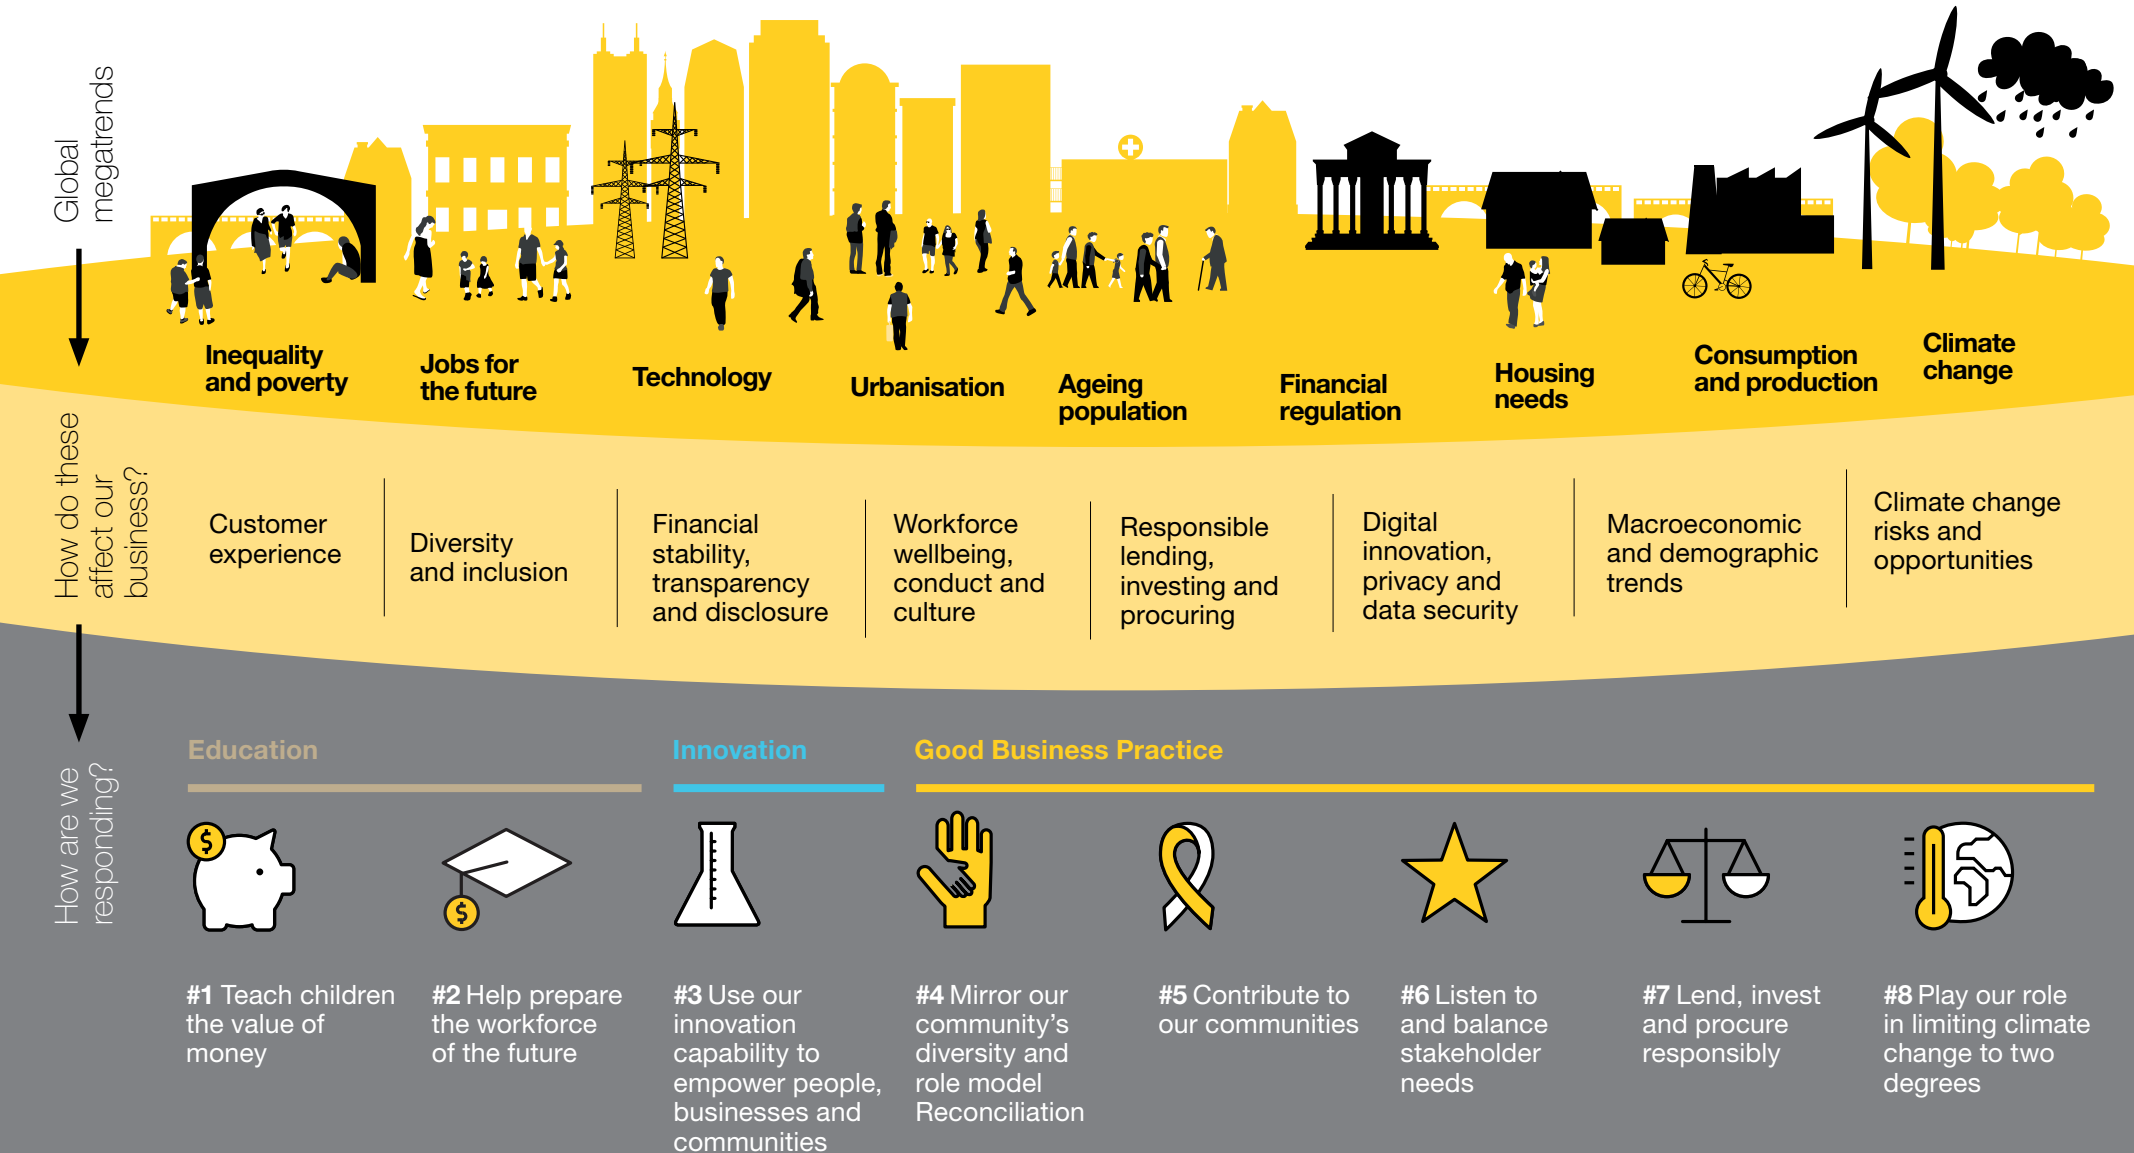 Global
megatrends
Inequality
and poverty
Jobs for
the future
Technology
Urbanisation
Ageing
population
Financial
regulation
Housing
needs
Consumption
and production
Climate
change
How do these
affect our
business?
Customer
experience
Diversity
and inclusion
Financial
stability,
transparency
and disclosure
Workforce
wellbeing,
conduct and
culture
Responsible
lending,
investing and
procuring
Digital
innovation,
privacy and
data security
Macroeconomic
and demographic
trends
Climate change
risks and
opportunities
How are we
responding?
Education
$
#1 Teach children
the value of
money
$
#2 Help prepare
the workforce
of the future
Innovation
#3 Use our
innovation
capability to
empower people,
businesses and
communities
Good Business Practice
#4 Mirror our
community's
diversity and
role model
Reconciliation
#5 Contribute to
our communities
#6 Listen to
and balance
stakeholder
needs
#7 Lend, invest
and procure
responsibly
#8 Play our role
in limiting climate
change to two
degrees